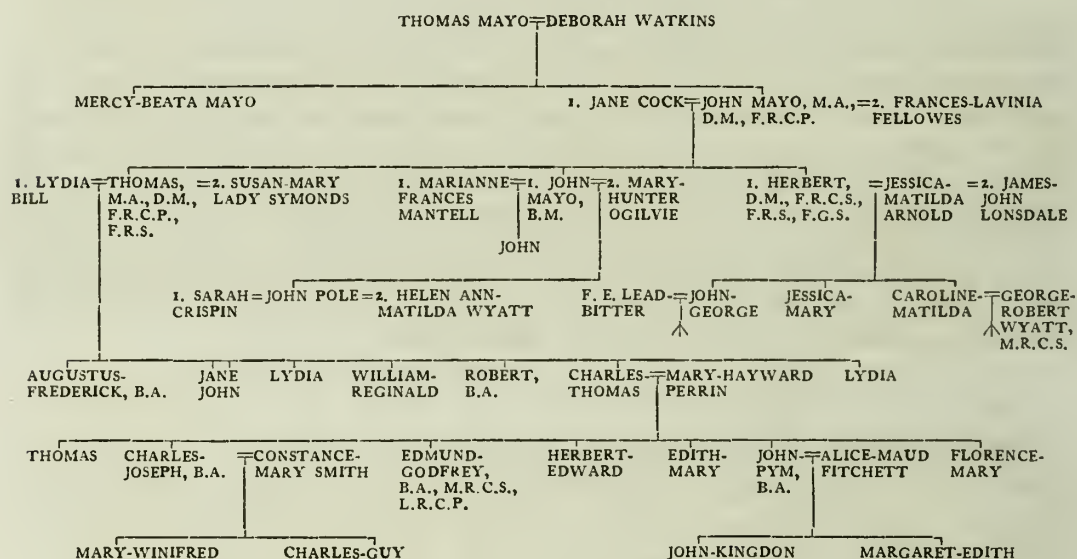 THOMAS MAYO=DEBORAH WATKINS
MERCY-BEATA MAYO
1. JANE COCK=JOHN MAYO, M.A.,=2. FRANCES-LAVINIA
D.M., F.R.C.P. FELLOWES
1. LYDIA=THOMAS, =2. SUSAN-MARY
BILL M.A., D.M., LADY SYMONDS
F.R.C.P.,
F.R.S.
1. MARIANNE=1. JOHN=2. MARY-
FRANCES MAYO, HUNTER
MANTELL B.M. OGILVIE
JOHN
1. HERBERT, =JESSICA- =2. JAMES-
D.M., F.R.C.S., MATILDA JOHN
F.R.S., F.G.S. ARNOLD LONSDALE
1. SARAH=JOHN POLE=2. HELEN ANN-
CRISPIN MATILDA WYATT
F. E. LEAD-=JOHN-
BITTER GEORGE
JESSICA-
MARY
CAROLINE-=GEORGE-
MATILDA ROBERT
WYATT,
M.R.C.S.
AUGUSTUS-
FREDERICK, B.A.
JANE
JOHN
LYDIA
WILLIAM-
REGINALD
ROBERT,
B.A.
CHARLES-=MARY-HAYWARD
THOMAS PERRIN
LYDIA
THOMAS
CHARLES- =CONSTANCE-
JOSEPH, B.A. MARY SMITH
EDMUND-
GODFREY,
B.A., M.R.C.S.,
L.R.C.P.
HERBERT-
EDWARD
EDITH-
MARY
JOHN-=ALICE-MAUD
PYM, FITCHETT
B.A.
FLORENCE-
MARY
MARY-WINIFRED
CHARLES-GUY
JOHN-KINGDON
MARGARET-EDITH